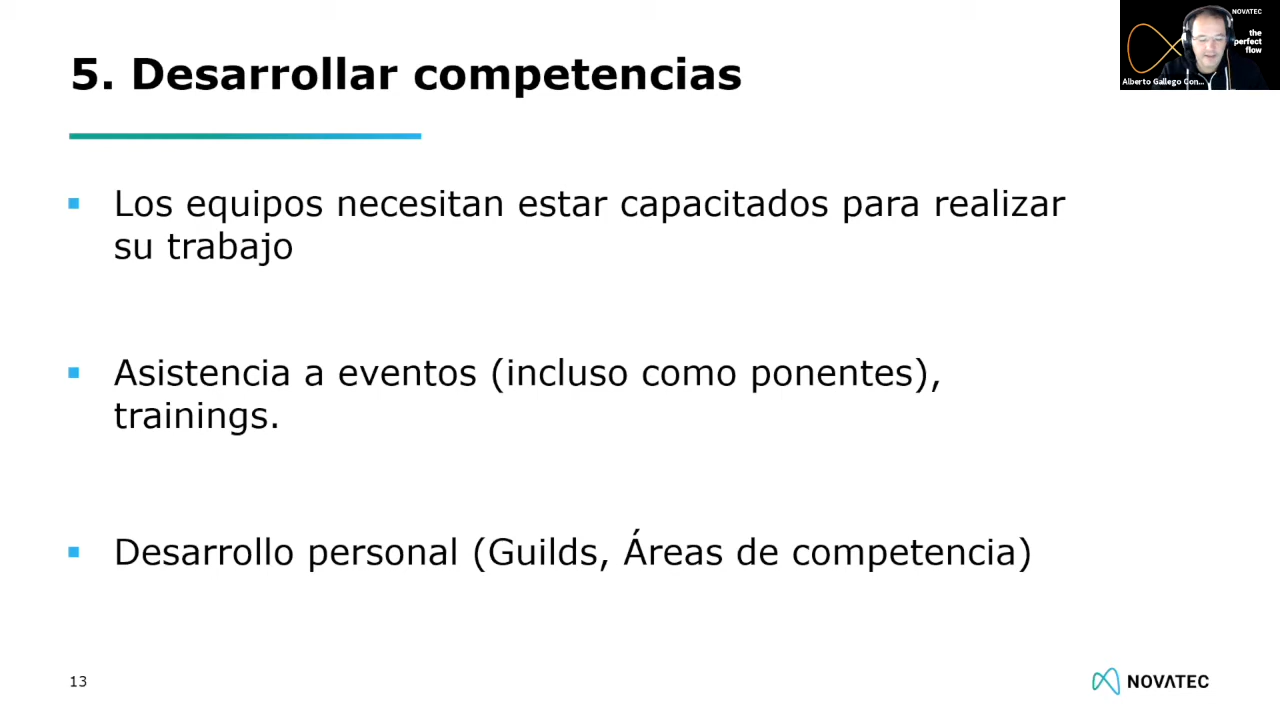 5. Desarrollar competencias
NOVATEC
the
perfect
flow
Alberto Gallego Con...
Los equipos necesitan estar capacitados para realizar
su trabajo
Asistencia a eventos (incluso como ponentes),
trainings.
Desarrollo personal (Guilds, Áreas de competencia)
13
NOVATEC